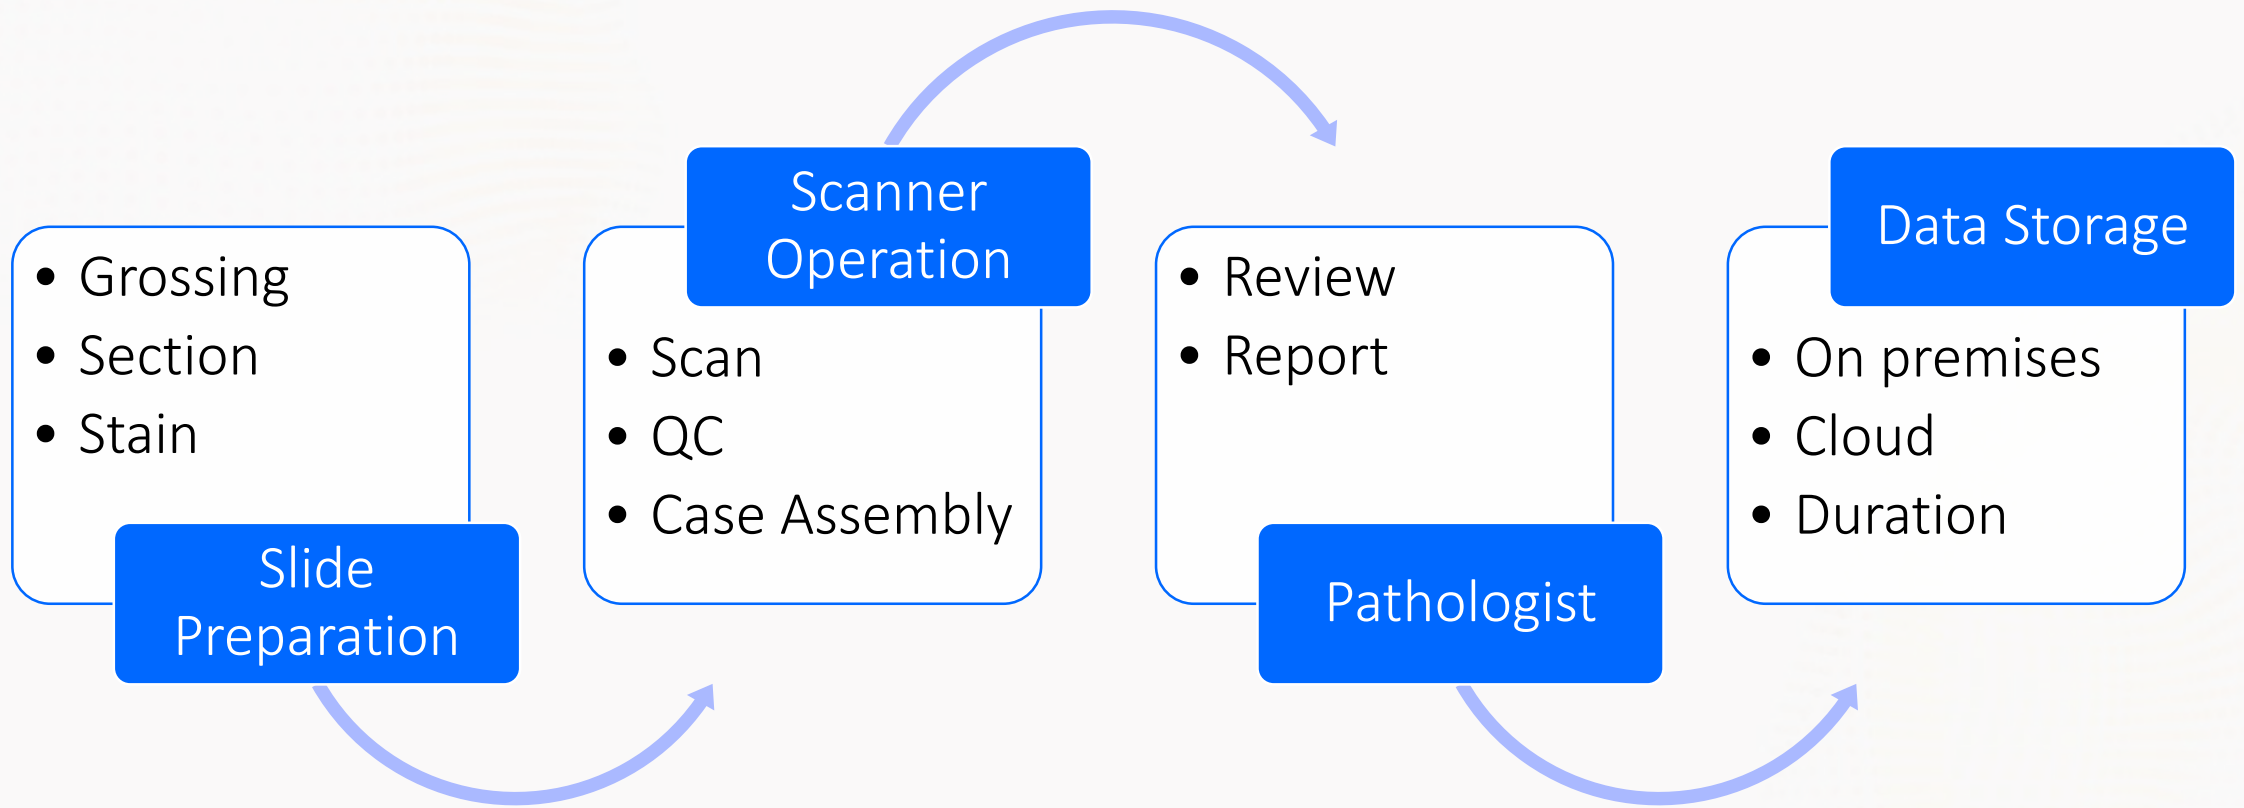 • Grossing
• Section
• Stain
Slide
Preparation
Scanner
Operation
• Scan
• QC
• Case Assembly
• Review
• Report
Pathologist
Data Storage
• On premises
• Cloud
• Duration